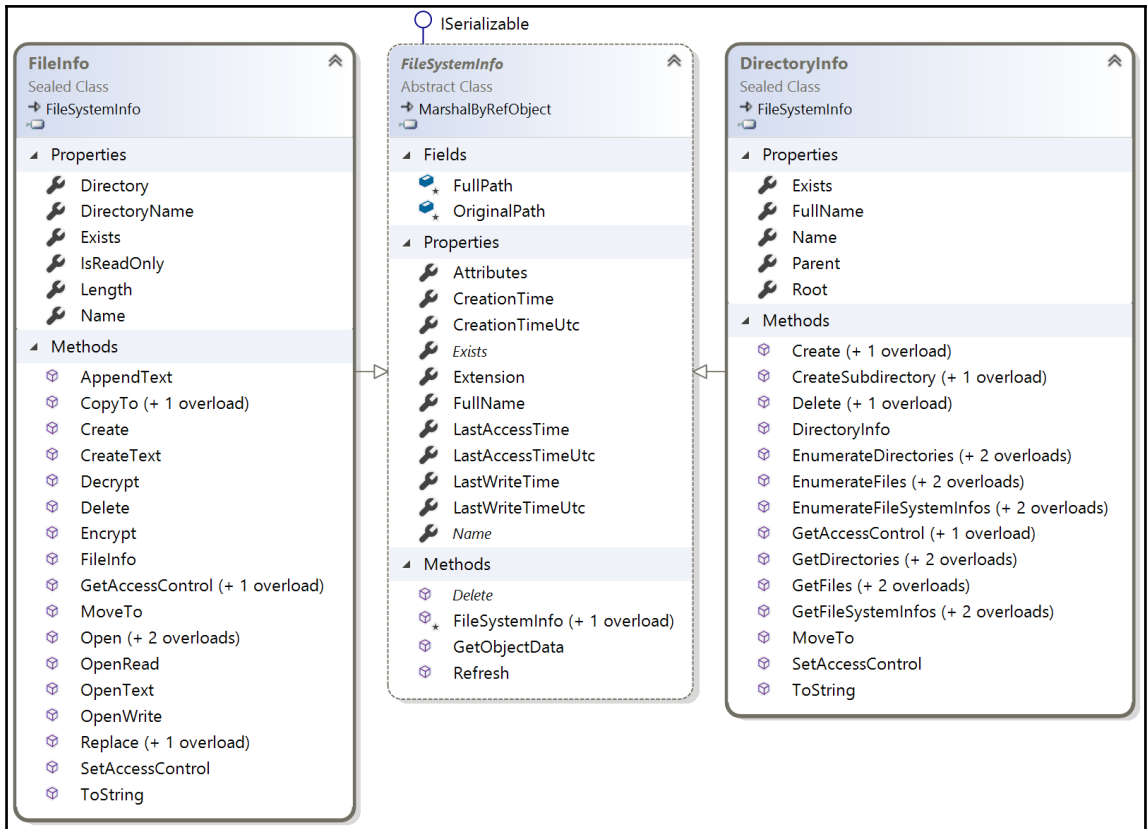 ISerializable
FileInfo
Sealed Class
FileSystemInfo
Properties
Directory
DirectoryName
Exists
IsReadOnly
Length
Name
Methods
AppendText
CopyTo (+ 1 overload)
Create
CreateText
Decrypt
Delete
Encrypt
FileInfo
GetAccessControl (+ 1 overload)
MoveTo
Open (+ 2 overloads)
OpenRead
OpenText
OpenWrite
Replace (+ 1 overload)
SetAccessControl
ToString
FileSystemInfo
Abstract Class
MarshalByRefObject
Fields
FullPath
OriginalPath
Properties
Attributes
CreationTime
CreationTimeUtc
Exists
Extension
FullName
LastAccessTime
LastAccessTimeUtc
LastWriteTime
LastWriteTimeUtc
Name
Methods
Delete
FileSystemInfo (+ 1 overload)
GetObjectData
Refresh
DirectoryInfo
Sealed Class
FileSystemInfo
Properties
Exists
FullName
Name
Parent
Root
Methods
Create (+ 1 overload)
CreateSubdirectory (+ 1 overload)
Delete (+ 1 overload)
DirectoryInfo
EnumerateDirectories (+ 2 overloads)
EnumerateFiles (+ 2 overloads)
EnumerateFileSystemInfos (+ 2 overloads)
GetAccessControl (+ 1 overload)
GetDirectories (+ 2 overloads)
GetFiles (+ 2 overloads)
GetFileSystemInfos (+ 2 overloads)
MoveTo
SetAccessControl
ToString